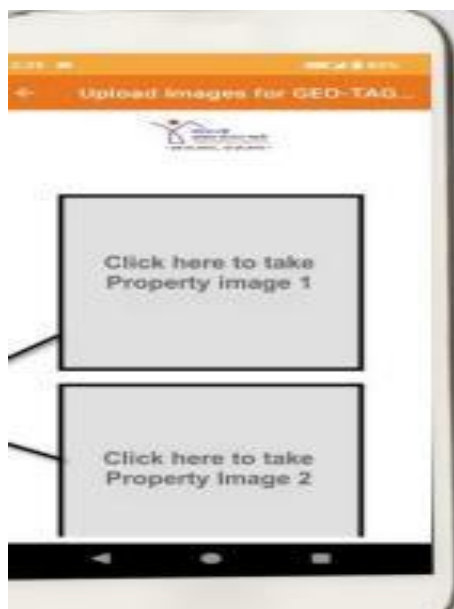 Upload Images for GEO-TAG...
Click here to take
Property image 1
Click here to take
Property Image 2